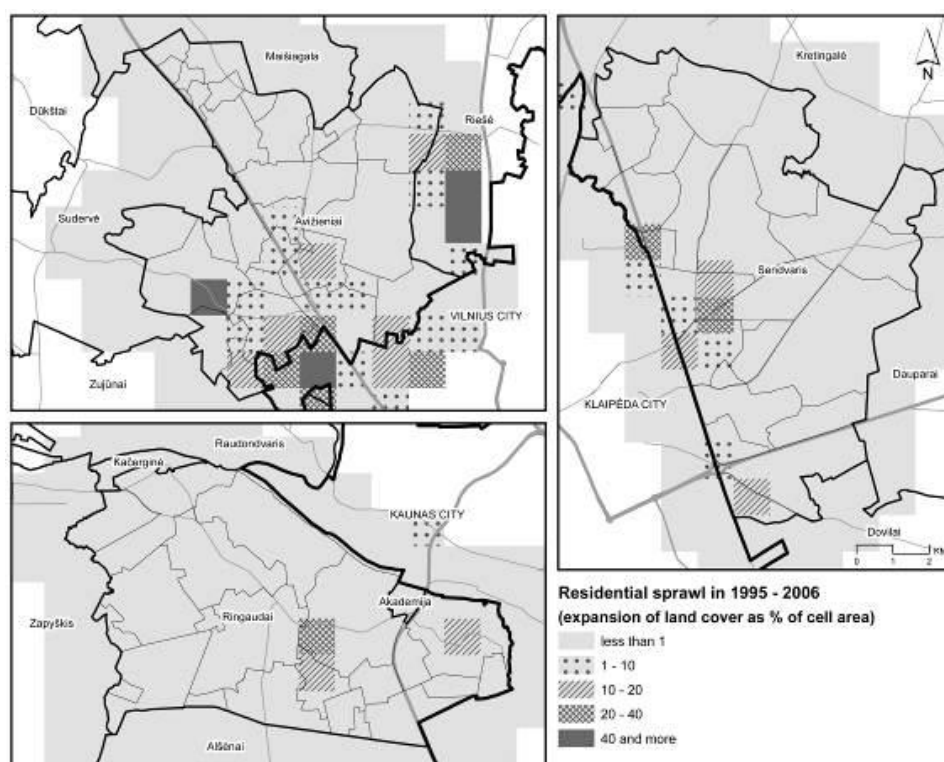 Maišiagala
Dūkštai
Riešė
Sudervė
Avižieniai
VILNIUS CITY
Zujūnai
Kretingalė
N
Sendvaris
Dauparai
KLAIPĖDA CITY
Dovilai
0 1 2
Raudondvaris
Kačerginė
KAUNAS CITY
Akademija
Zapyškis
Ringaudai
Alšėnai
Residential sprawl in 1995 - 2006
(expansion of land cover as % of cell area)
less than 1
1 - 10
10 - 20
20 - 40
40 and more